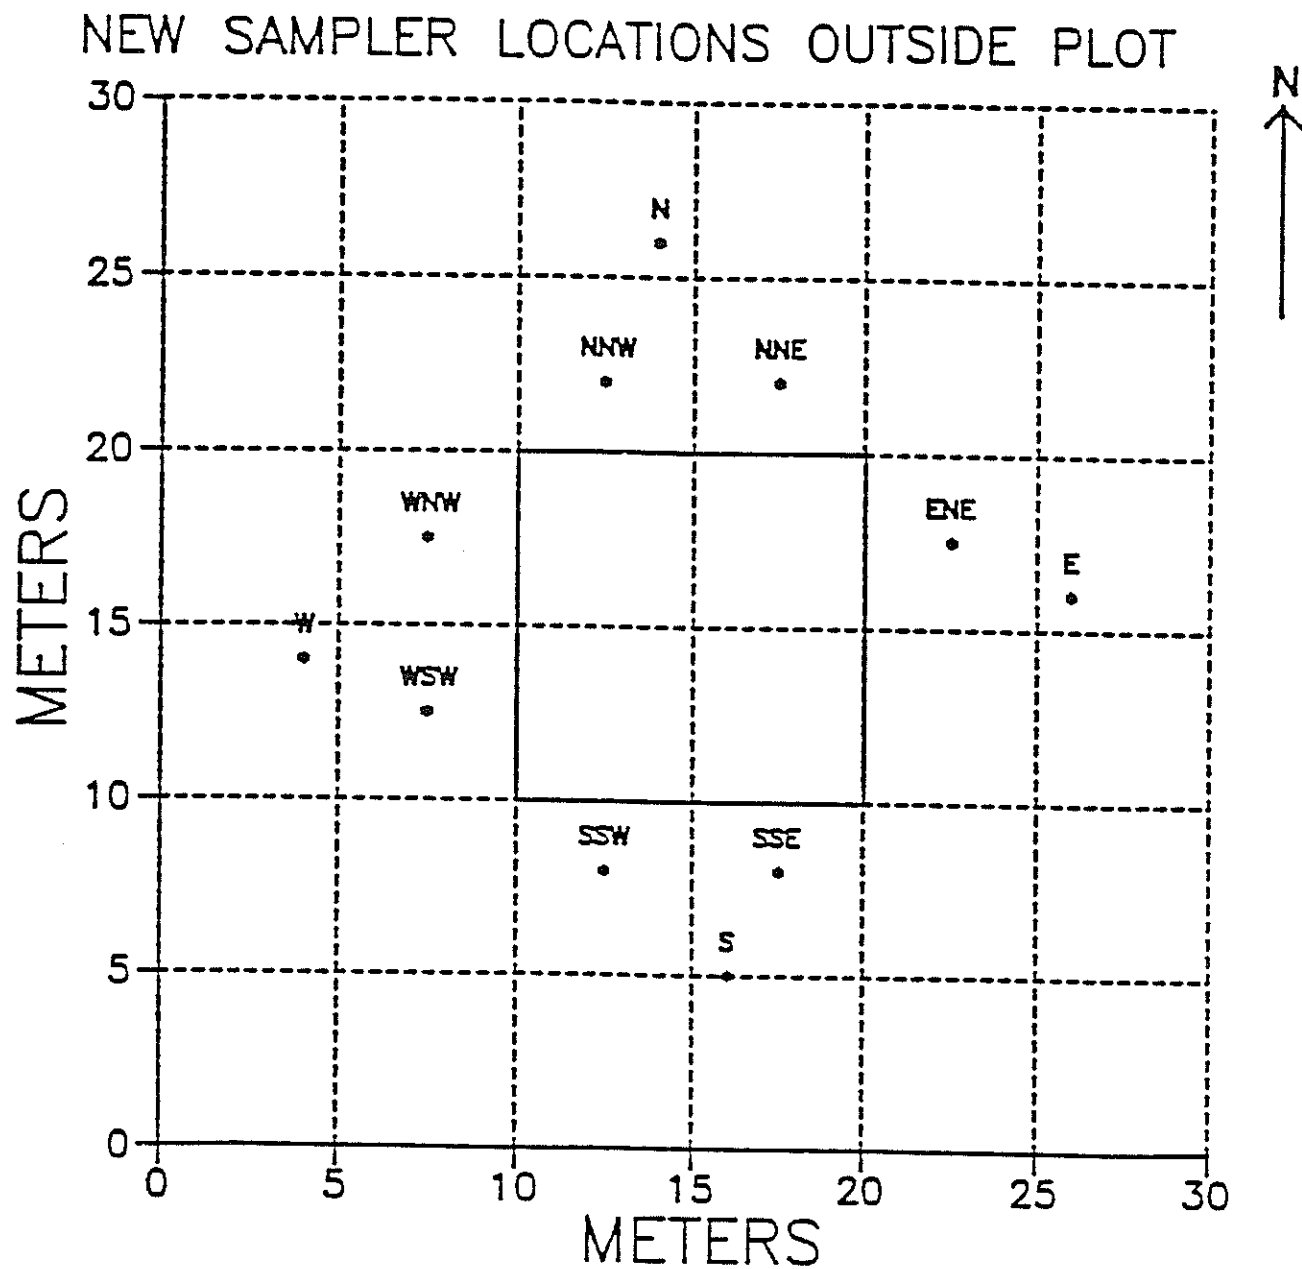 NEW SAMPLER LOCATIONS OUTSIDE PLOT
N
30
N
25
NNW NNE
20
WNW
ENE
E
W
15
WSW
10
SSW SSE
S
5
0
0 5 10 15 20 25 30
METERS
METERS